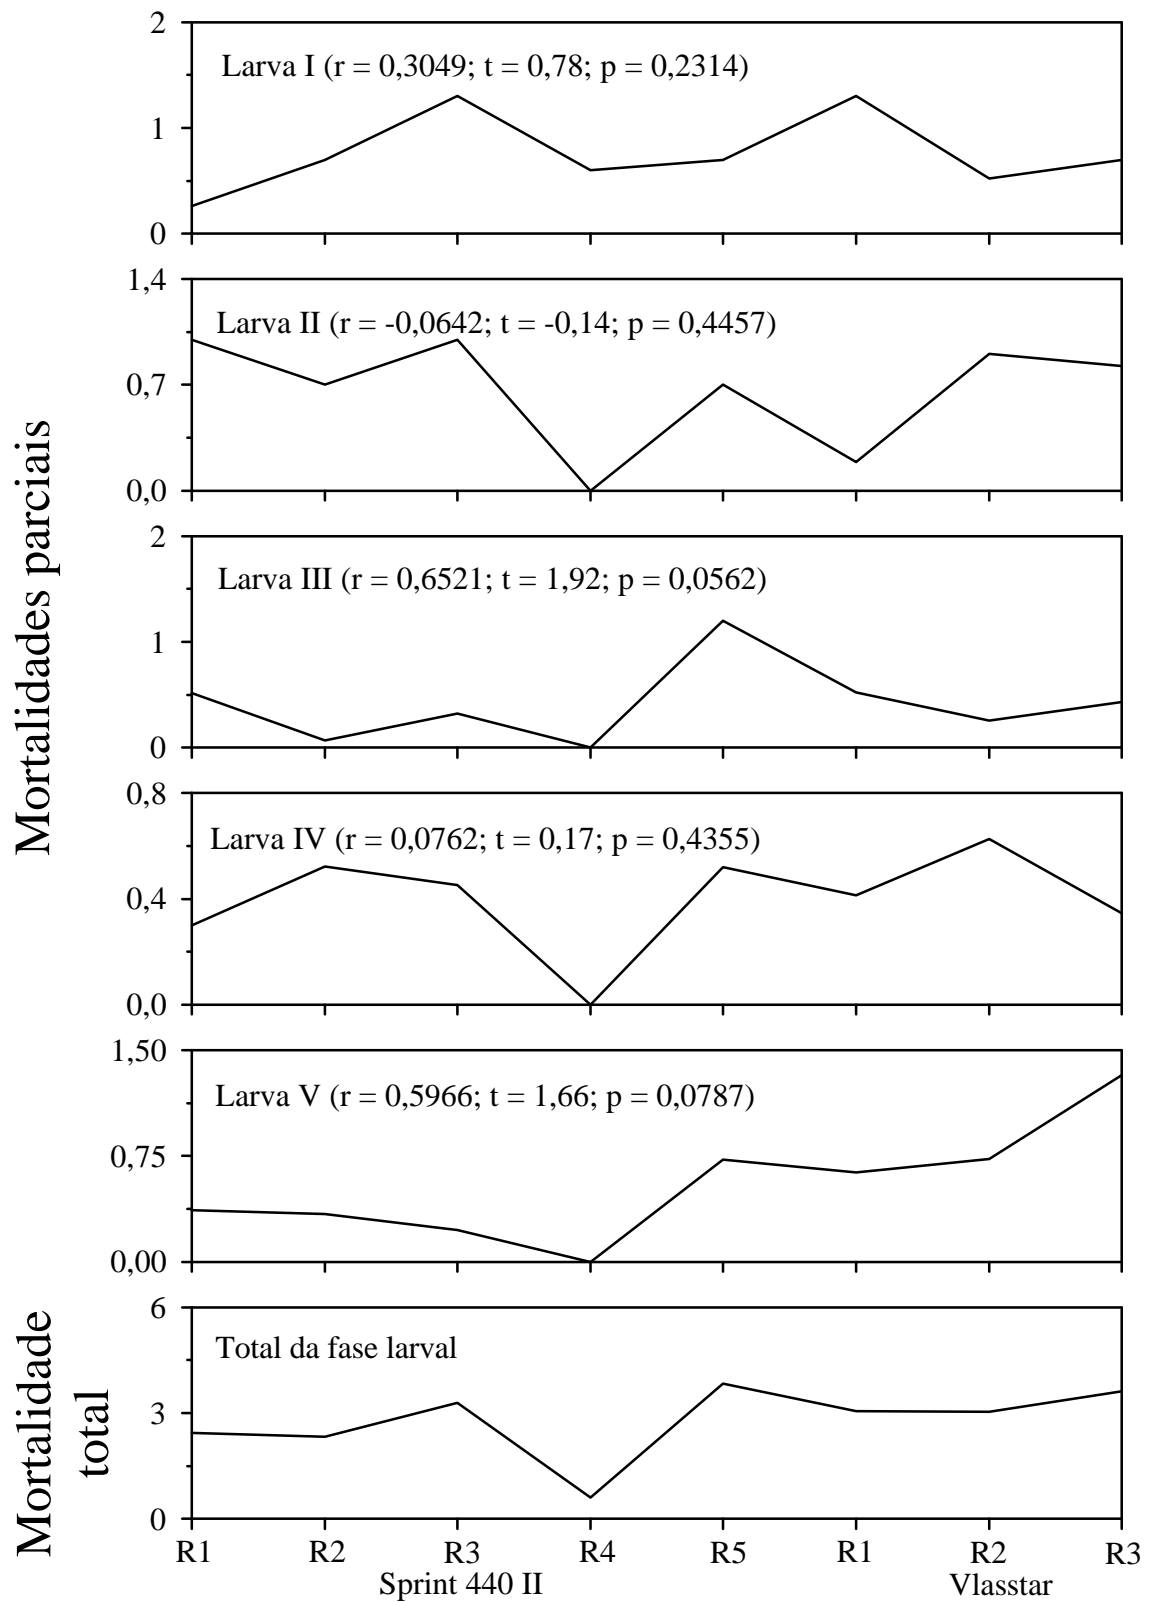 Mortalidades parciais
2
1
0
Larva I (r = 0,3049; t = 0,78; p = 0,2314)
1,4
0,7
0,0
Larva II (r = -0,0642; t = -0,14; p = 0,4457)
2
1
0
Larva III (r = 0,6521; t = 1,92; p = 0,0562)
0,8
0,4
0,0
Larva IV (r = 0,0762; t = 0,17; p = 0,4355)
1,50
0,75
0,00
Larva V (r = 0,5966; t = 1,66; p = 0,0787)
Mortalidade
total
6
3
0
Total da fase larval
R1 R2 R3 R4 R5 R1 R2 R3
Sprint 440 II Vlasstar